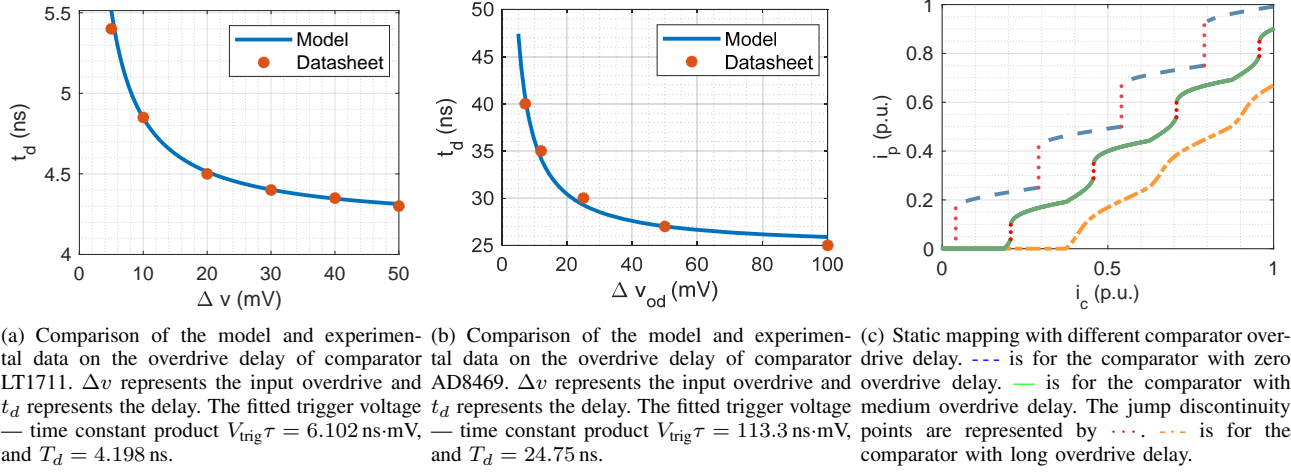 5.5
5
4.5
4
t_d (ns)
0 10 20 30 40 50
Δ v (mV)
Model
Datasheet
50
45
40
35
30
25
t_d (ns)
0 20 40 60 80 100
Δ v_od (mV)
Model
Datasheet
1
0.8
0.6
0.4
0.2
0
i_p (p.u.)
0 0.5 1
i_c (p.u.)
(a) Comparison of the model and experimen-
tal data on the overdrive delay of comparator
LT1711. Δv represents the input overdrive and
t_d represents the delay. The fitted trigger voltage
— time constant product V_trig τ = 6.102 ns·mV,
and T_d = 4.198 ns.
(b) Comparison of the model and experimen-
tal data on the overdrive delay of comparator
AD8469. Δv represents the input overdrive and
t_d represents the delay. The fitted trigger voltage
— time constant product V_trig τ = 113.3 ns·mV,
and T_d = 24.75 ns.
(c) Static mapping with different comparator over-
drive delay. --- is for the comparator with zero
overdrive delay. — is for the comparator with
medium overdrive delay. The jump discontinuity
points are represented by ···. -·- is for the
comparator with long overdrive delay.